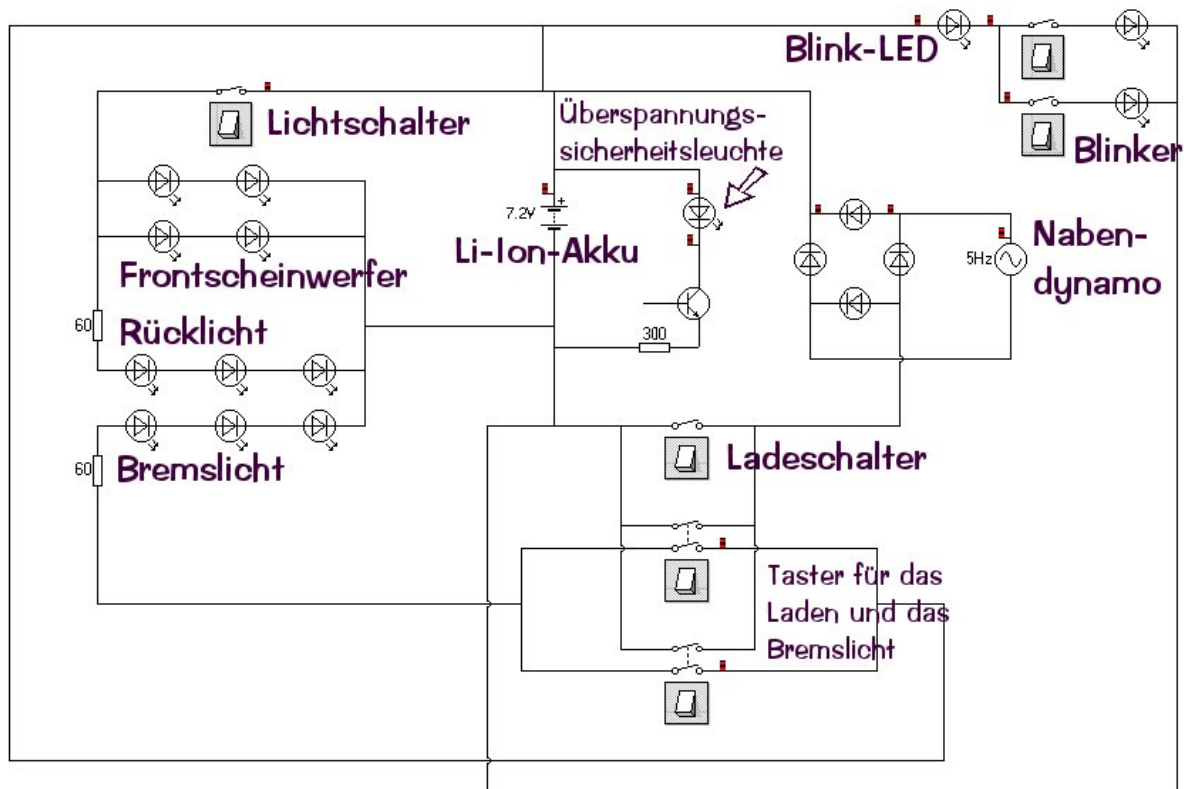 Blink-LED
Lichtschalter
Überspannungs-
sicherheitsleuchte
Blinker
7.2V
+
Li-Ion-Akku
5Hz
Naben-
dynamo
Frontscheinwerfer
60
Rücklicht
300
60
Bremslicht
Ladeschalter
Taster für das
Laden und das
Bremslicht